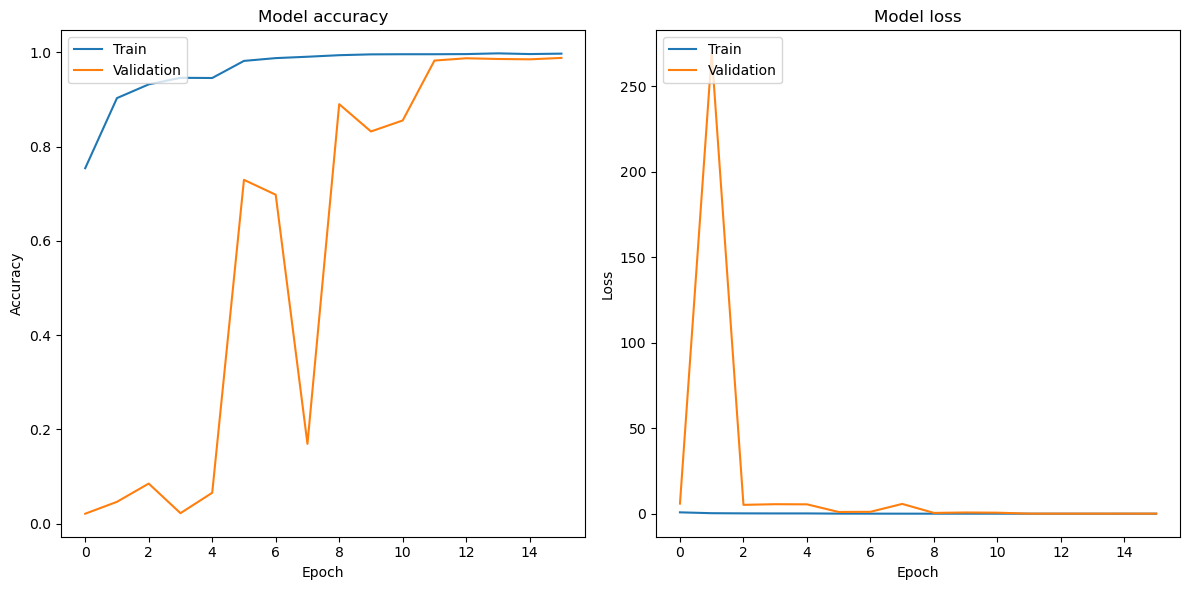 Model accuracy
Train
Validation
1.0
0.8
0.6
0.4
0.2
0.0
Accuracy
0 2 4 6 8 10 12 14
Epoch
Model loss
Train
Validation
250
200
150
100
50
0
Loss
0 2 4 6 8 10 12 14
Epoch